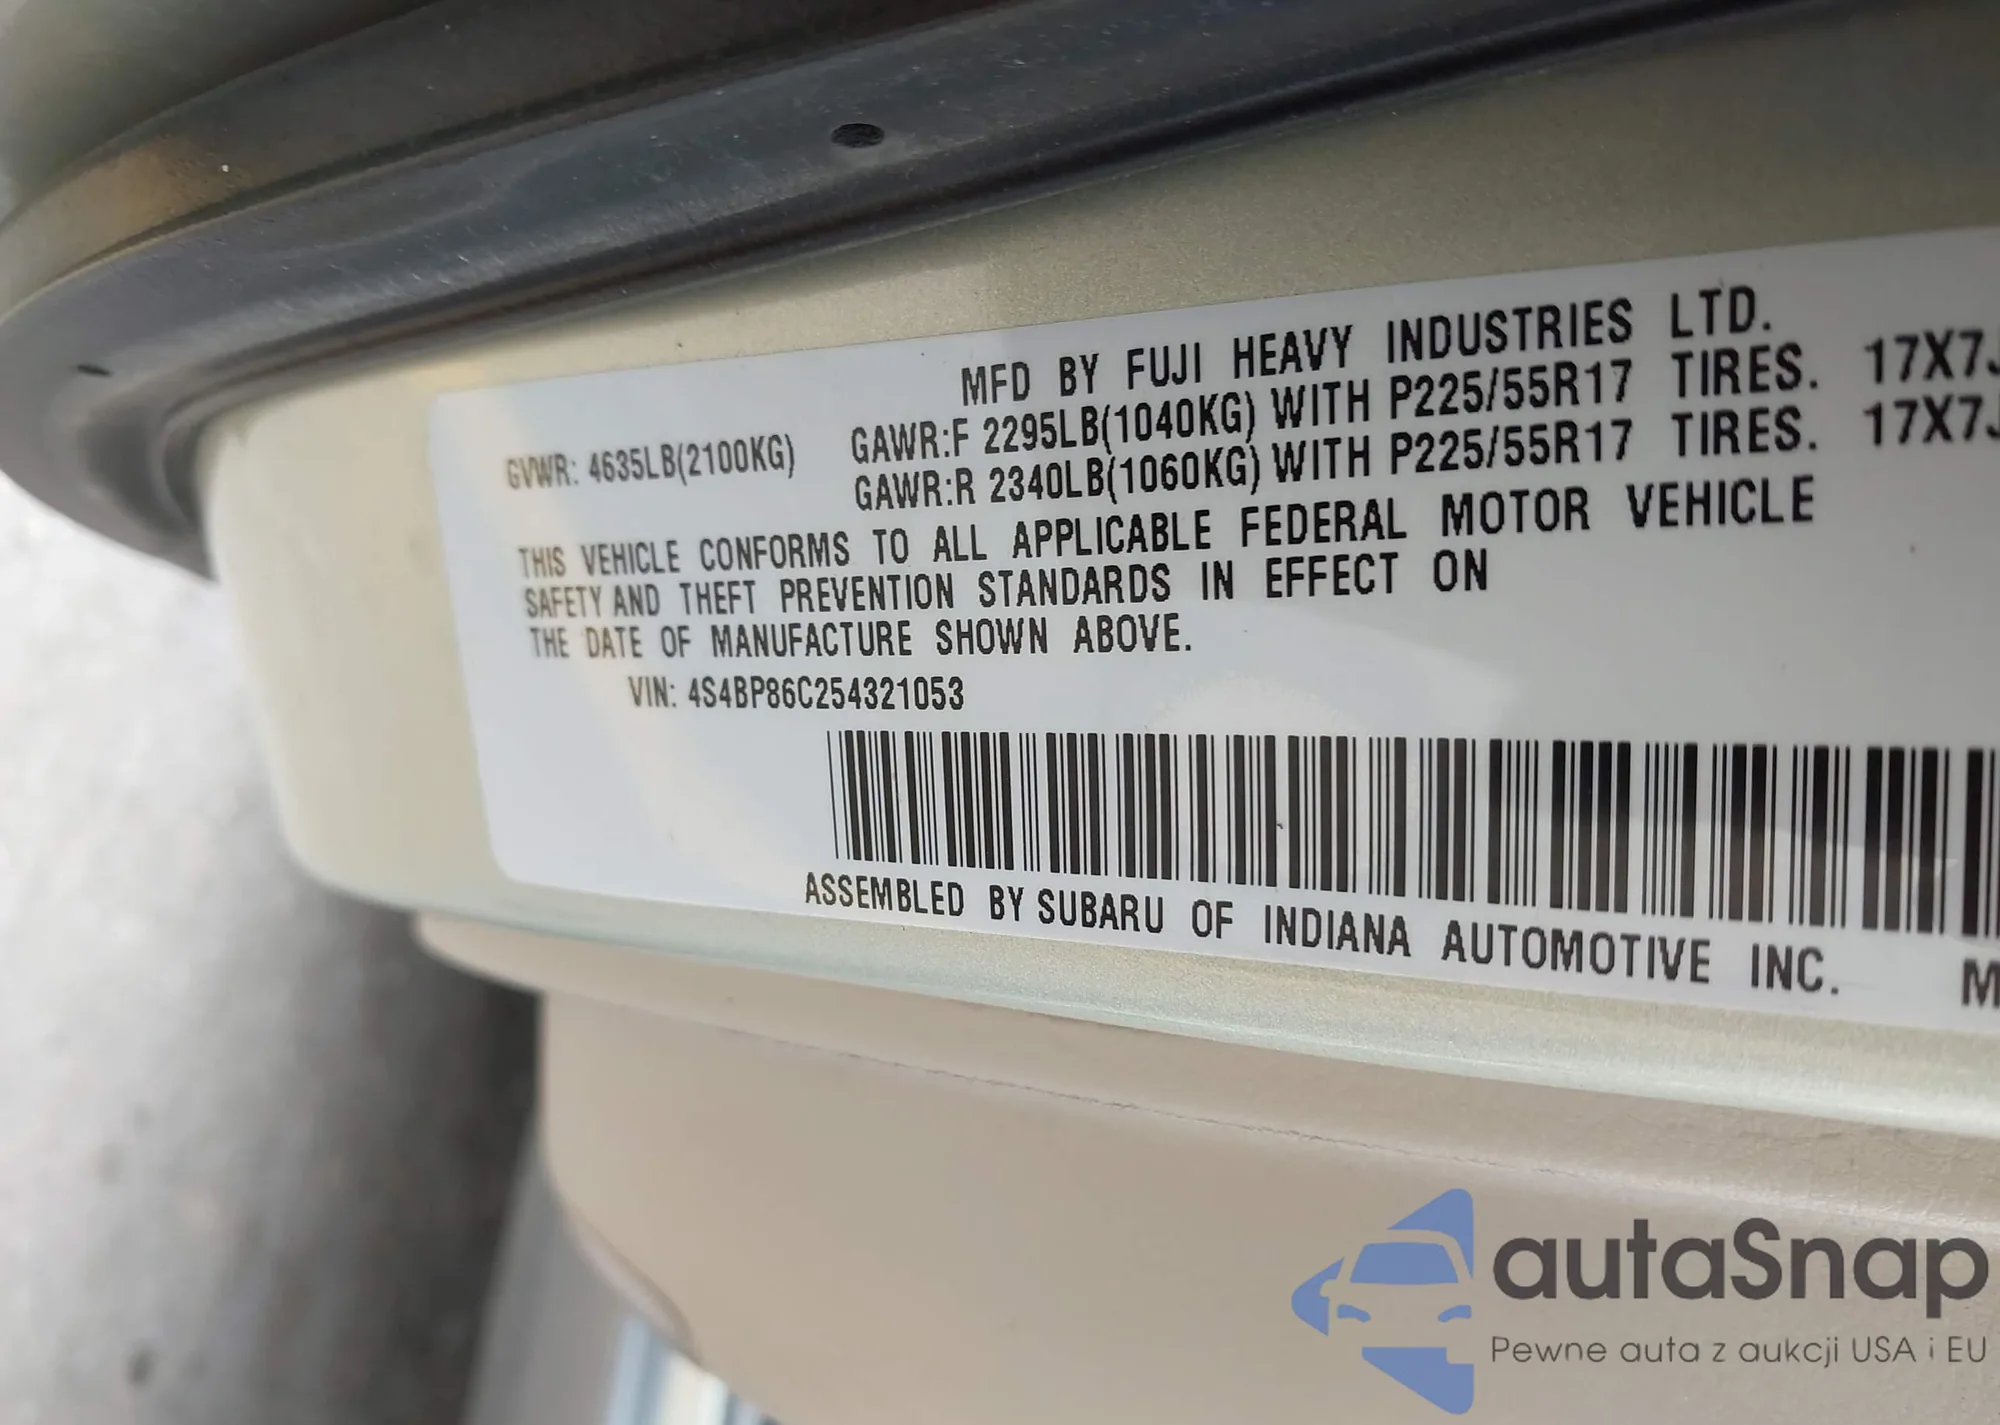 MFD BY FUJI HEAVY INDUSTRIES LTD.
GVWR: 4635LB(2100KG) GAWR:F 2295LB(1040KG) WITH P225/55R17 TIRES. 17X7J
GAWR:R 2340LB(1060KG) WITH P225/55R17 TIRES. 17X7J
THIS VEHICLE CONFORMS TO ALL APPLICABLE FEDERAL MOTOR VEHICLE
SAFETY AND THEFT PREVENTION STANDARDS IN EFFECT ON
THE DATE OF MANUFACTURE SHOWN ABOVE.
VIN: 4S4BP86C254321053
ASSEMBLED BY SUBARU OF INDIANA AUTOMOTIVE INC. M
autaSnap
Pewne auta z aukcji USA i EU